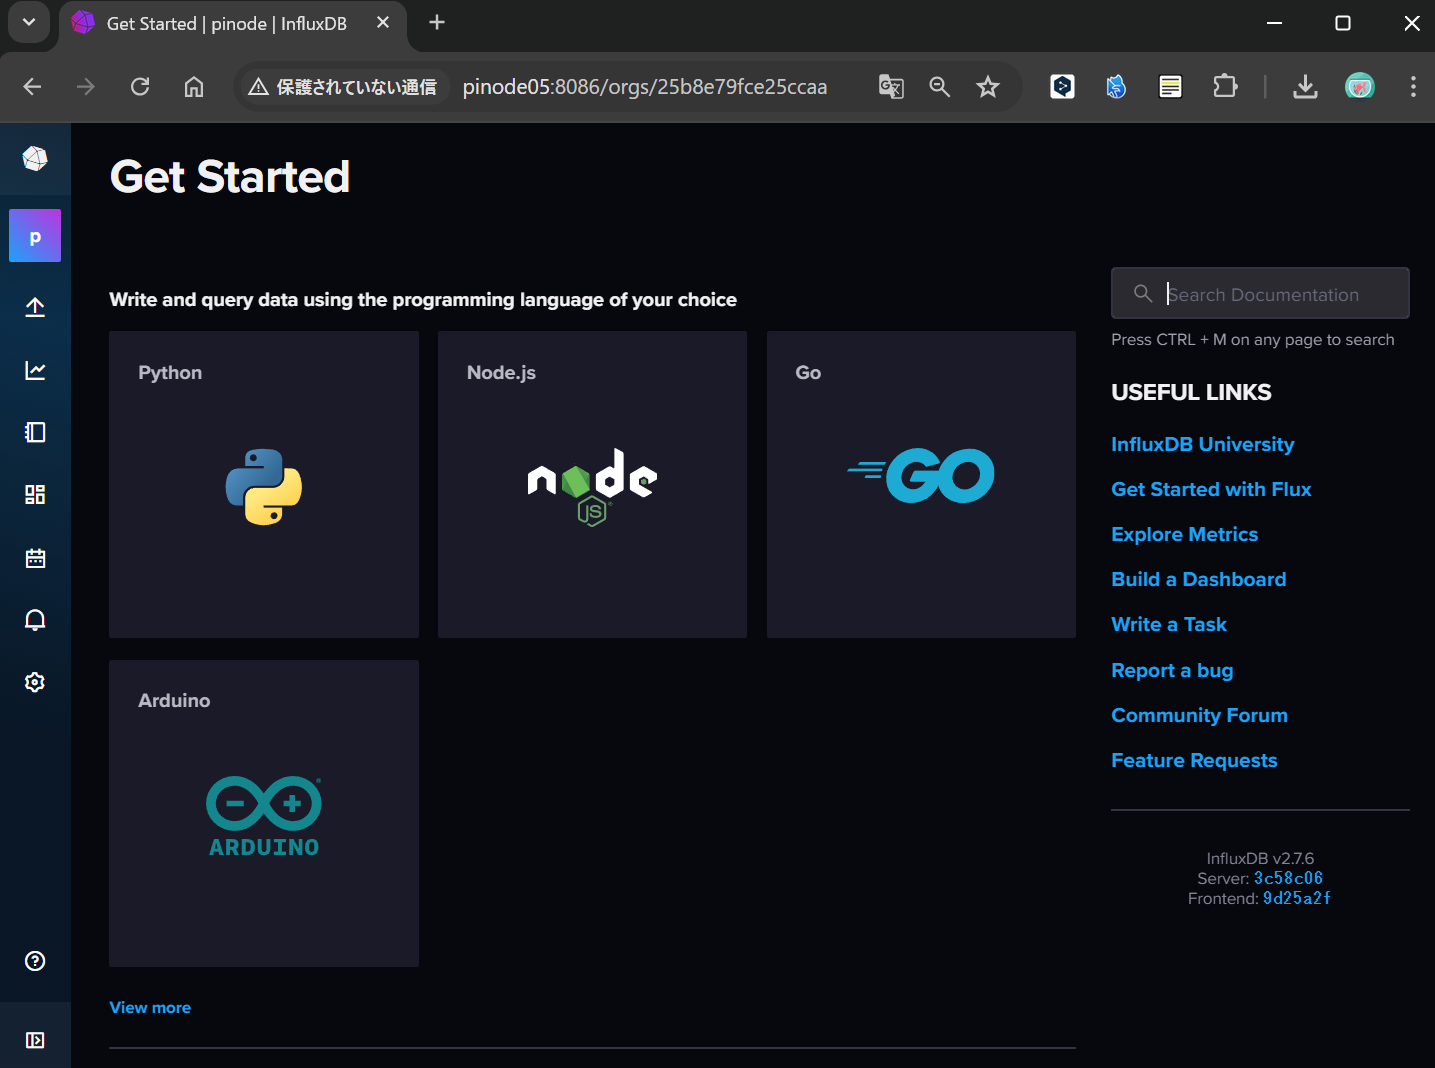 Get Started | pinode | InfluxDB
保護されていない通信
pinode05:8086/orgs/25b8e79fce25ccaa
Get Started
p
Write and query data using the programming language of your choice
Python
Node.js
Go
node
JS
GO
Arduino
ARDUINO
View more
Search Documentation
Press CTRL + M on any page to search
USEFUL LINKS
InfluxDB University
Get Started with Flux
Explore Metrics
Build a Dashboard
Write a Task
Report a bug
Community Forum
Feature Requests
InfluxDB v2.7.6
Server: 3c58c06
Frontend: 9d25a2f